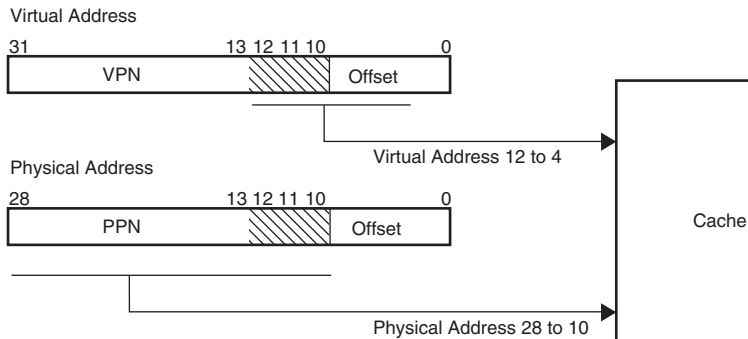 Virtual Address
31 13 12 11 10 0
VPN Offset
Virtual Address 12 to 4
Physical Address
28 13 12 11 10 0
PPN Offset
Cache
Physical Address 28 to 10